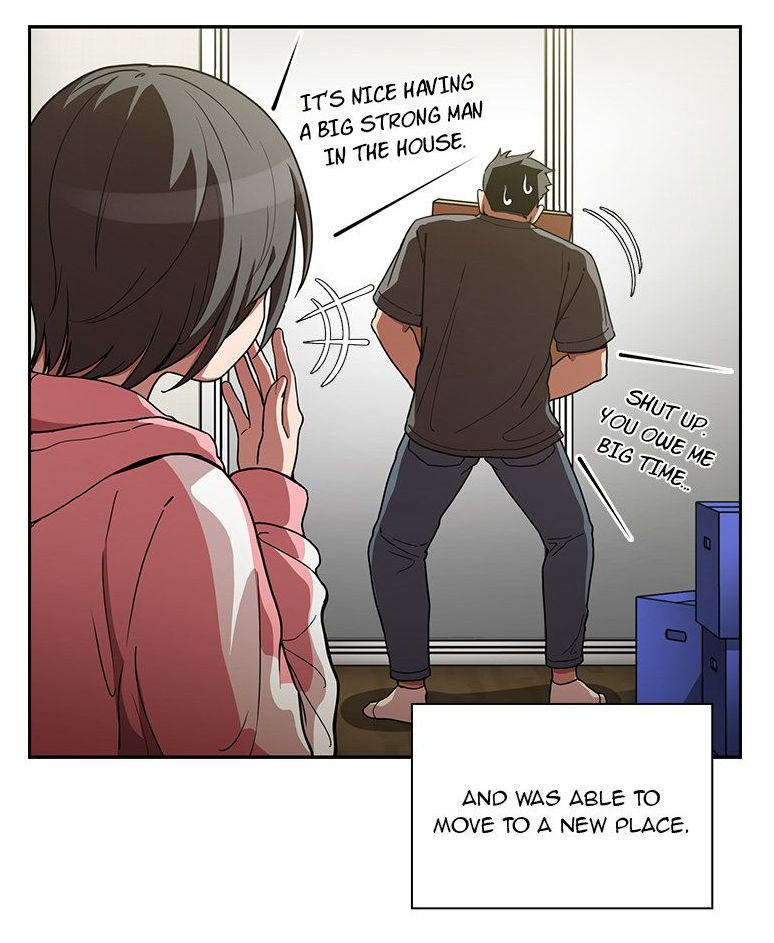 IT'S NICE HAVING
A BIG STRONG MAN
IN THE HOUSE.
SHUT UP.
YOU OWE ME
BIG TIME...
AND WAS ABLE TO
MOVE TO A NEW PLACE.